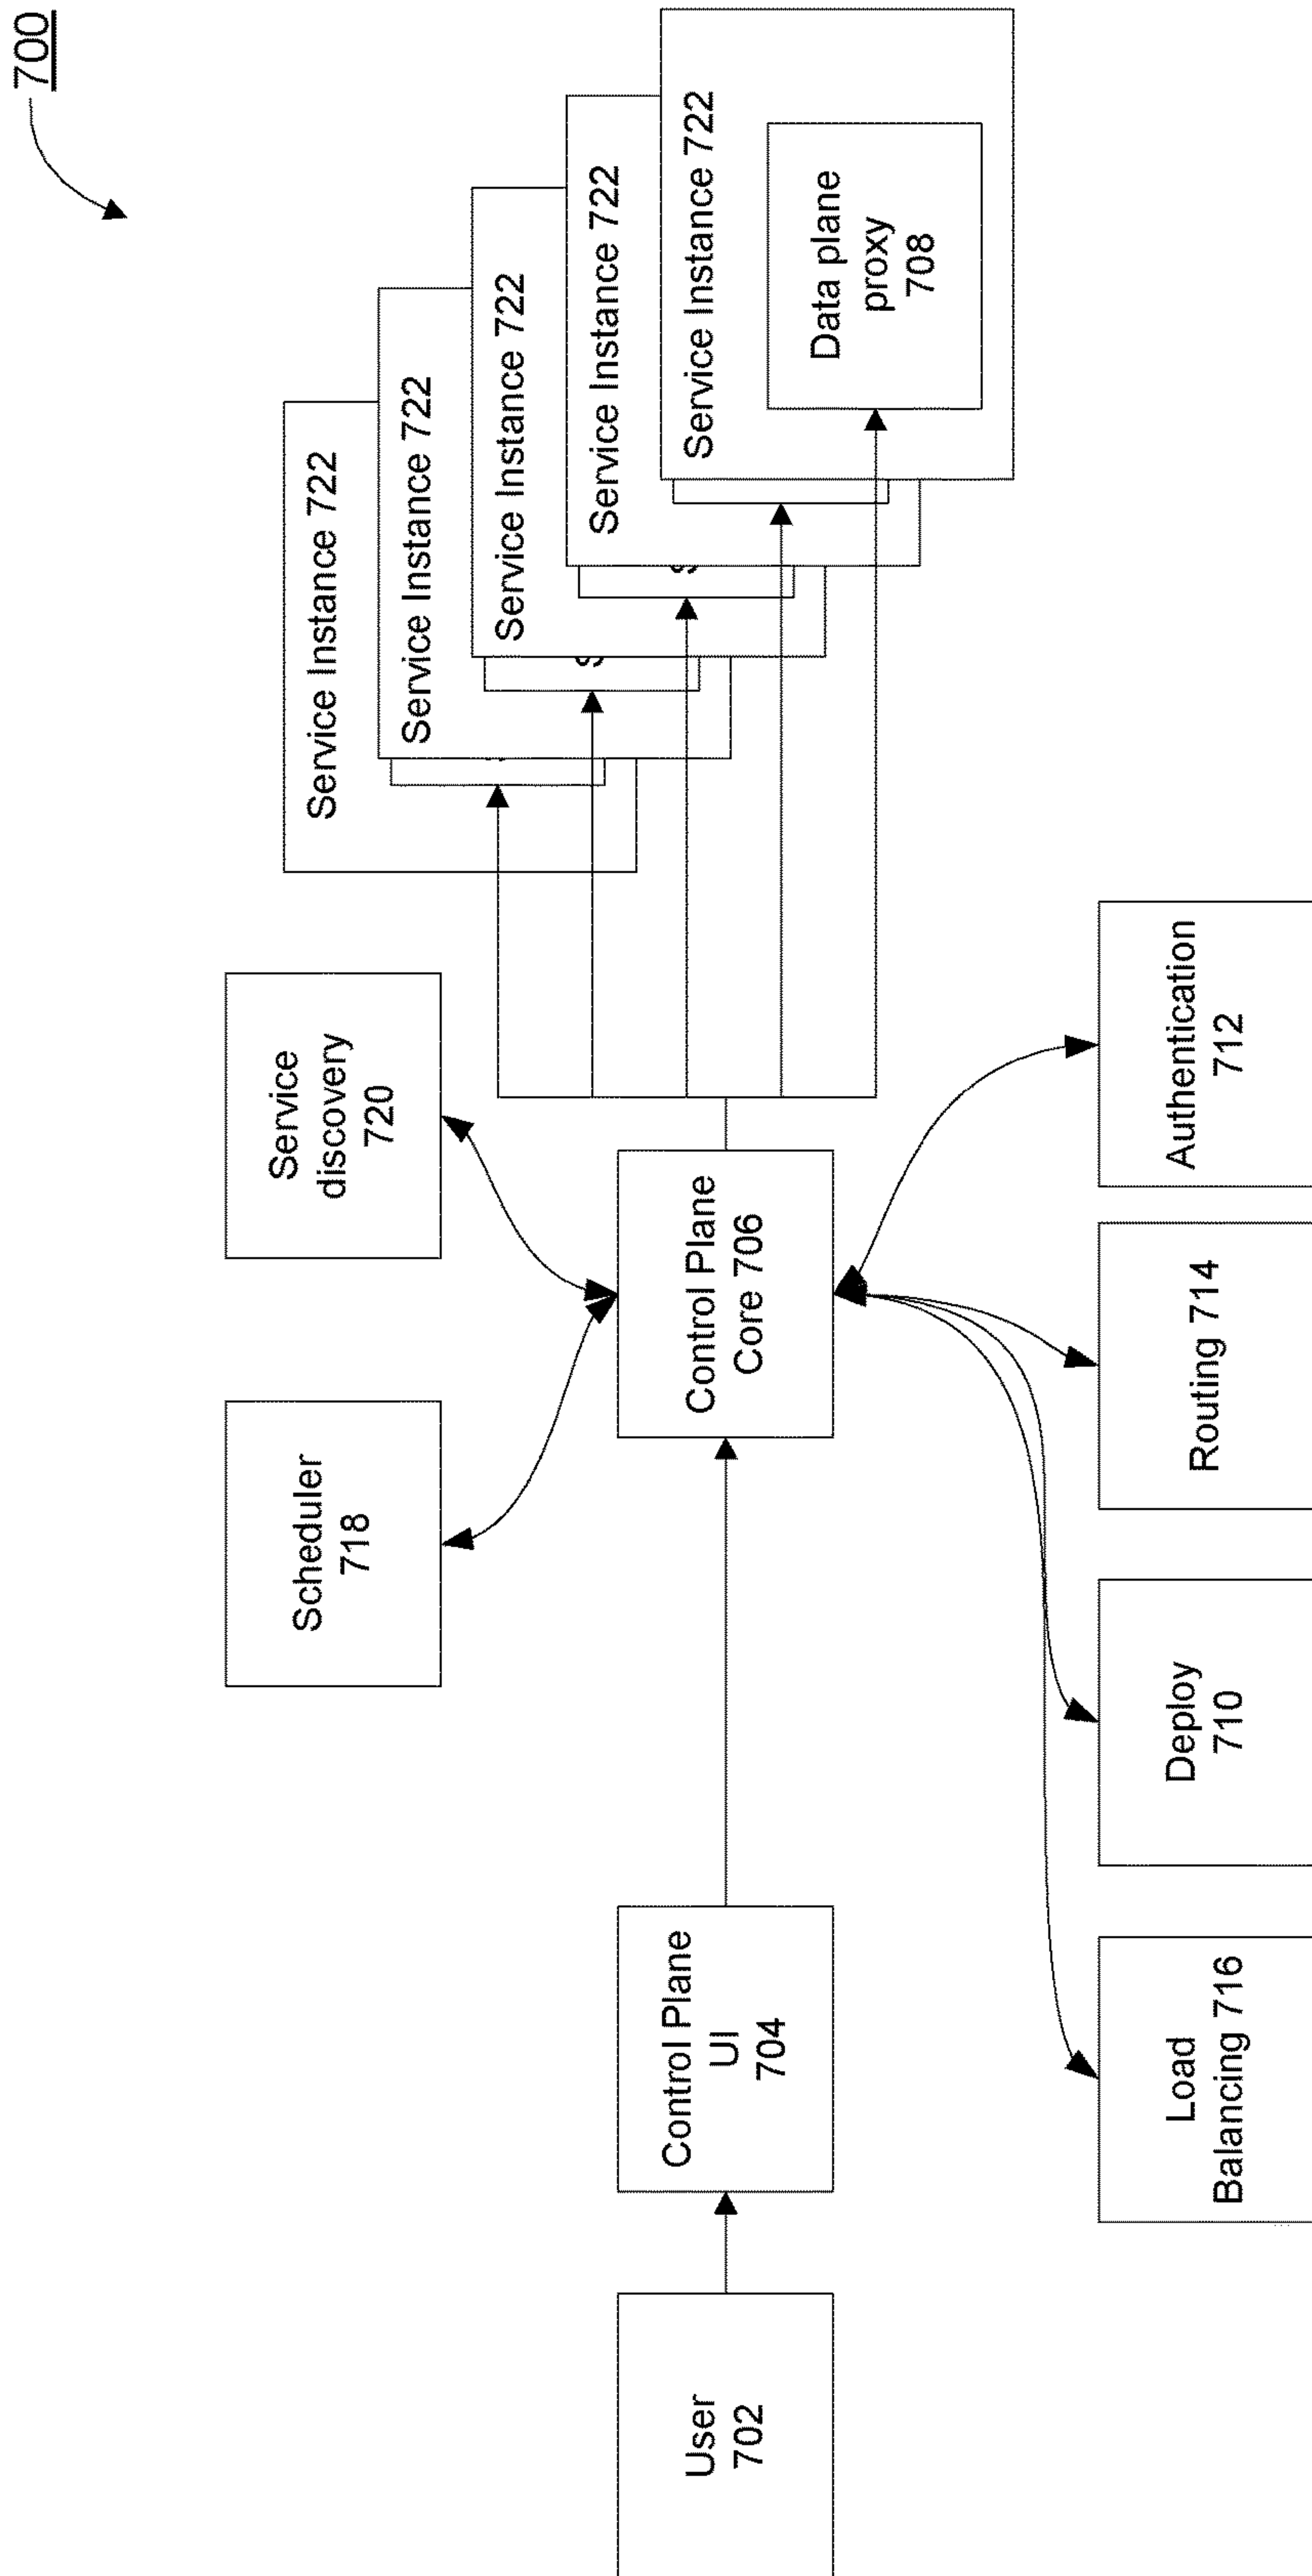 700
Scheduler
718
Service
discovery
720
Service Instance 722
Service Instance 722
Service Instance 722
Service Instance 722
Service Instance 722
Data plane
proxy
708
User
702
Control Plane
UI
704
Control Plane
Core 706
Load
Balancing 716
Deploy
710
Routing 714
Authentication
712